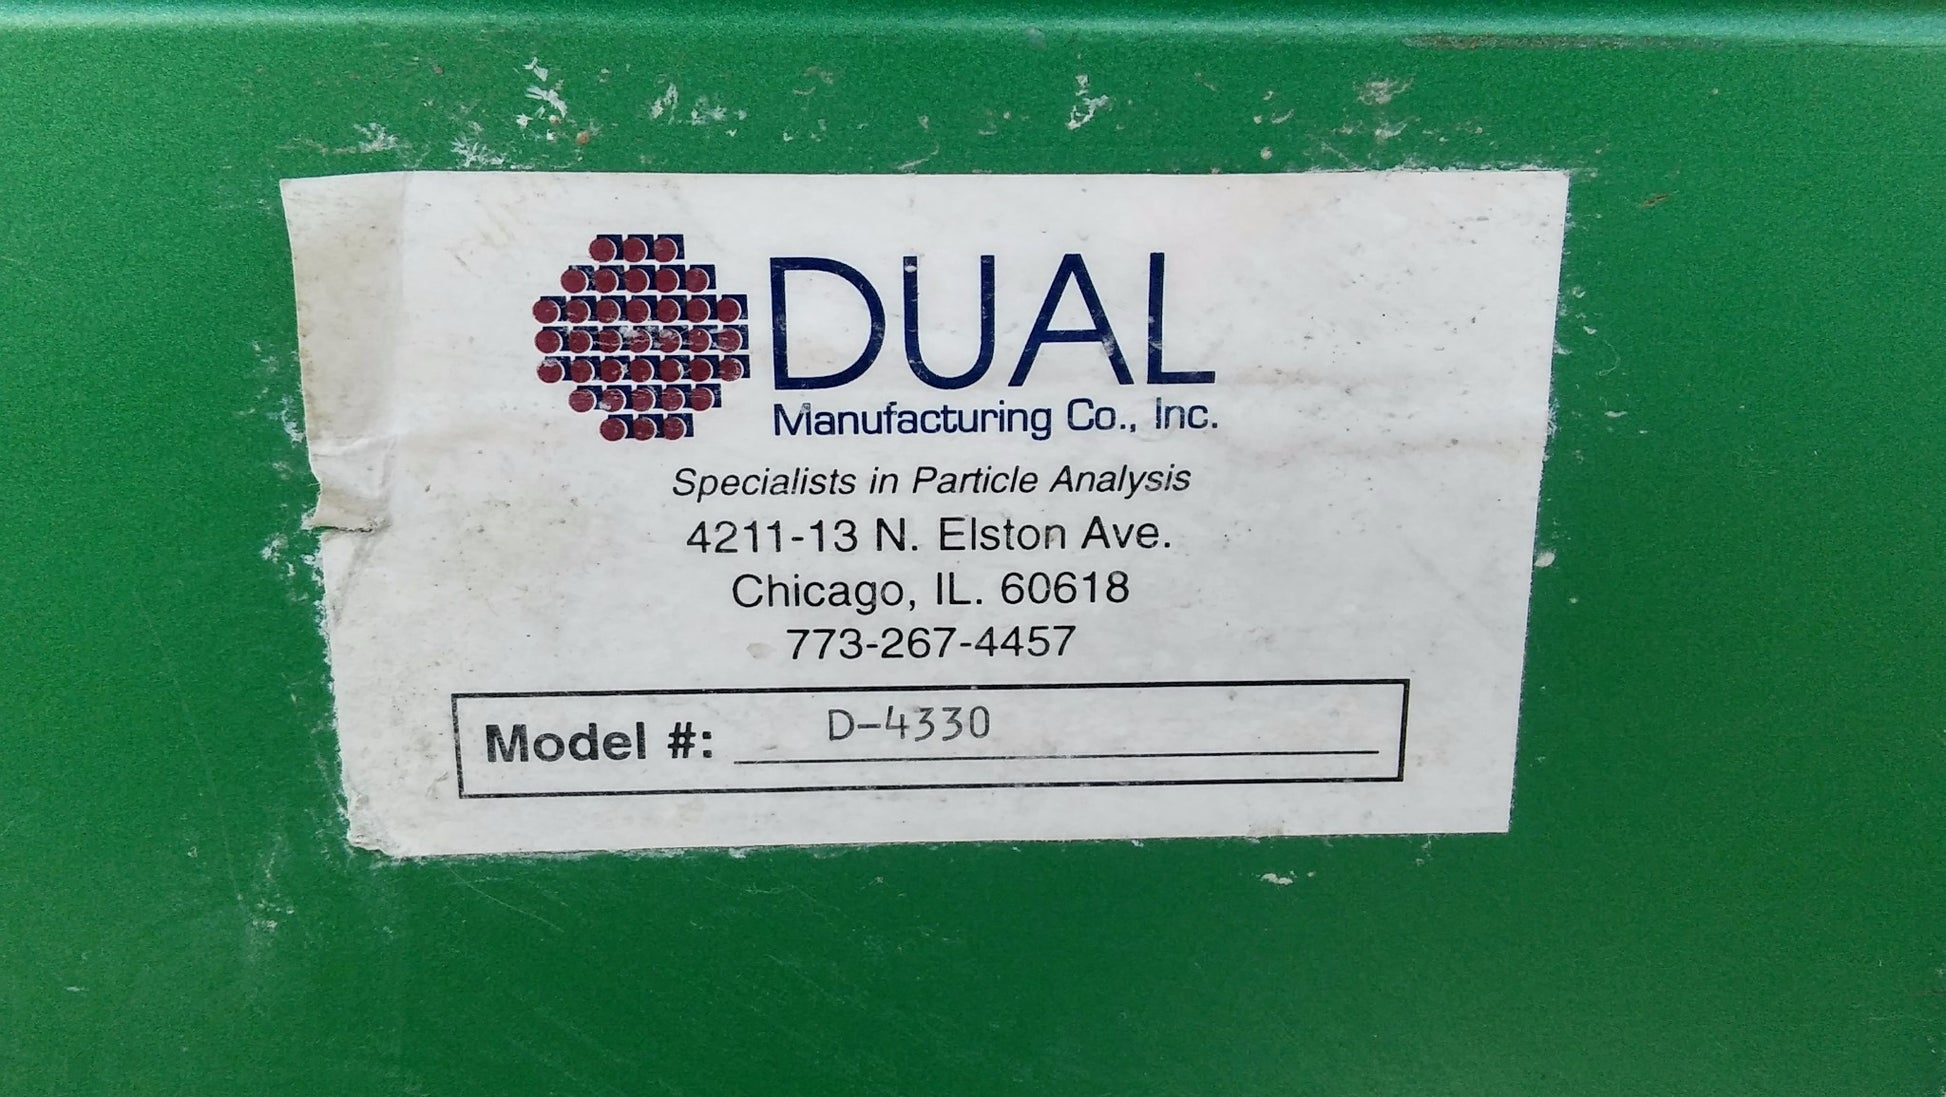 DUAL
Manufacturing Co., Inc.
Specialists in Particle Analysis
4211-13 N. Elston Ave.
Chicago, IL. 60618
773-267-4457
Model #: D-4330